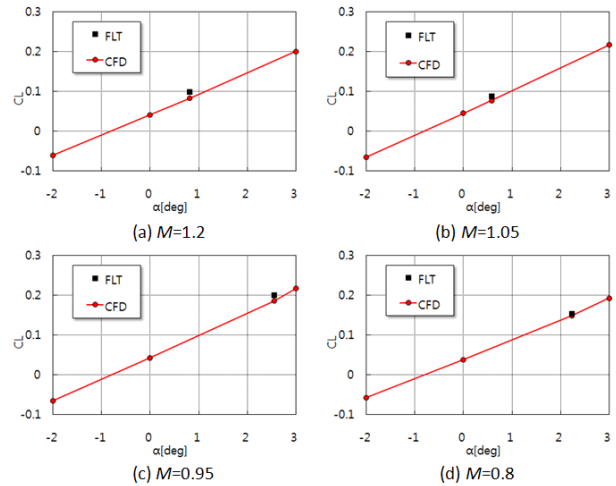 0.3 0.3
FLT FLT
0.2 0.2
CFD CFD
CL 0.1 CL 0.1
0 0
-0.1 -0.1
-2 -1 0 1 2 3 -2 -1 0 1 2 3
α[deg] α[deg]
(a) M=1.2 (b) M=1.05
0.3 0.3
FLT FLT
0.2 0.2
CFD CFD
CL 0.1 CL 0.1
0 0
-0.1 -0.1
-2 -1 0 1 2 3 -2 -1 0 1 2 3
α[deg] α[deg]
(c) M=0.95 (d) M=0.8